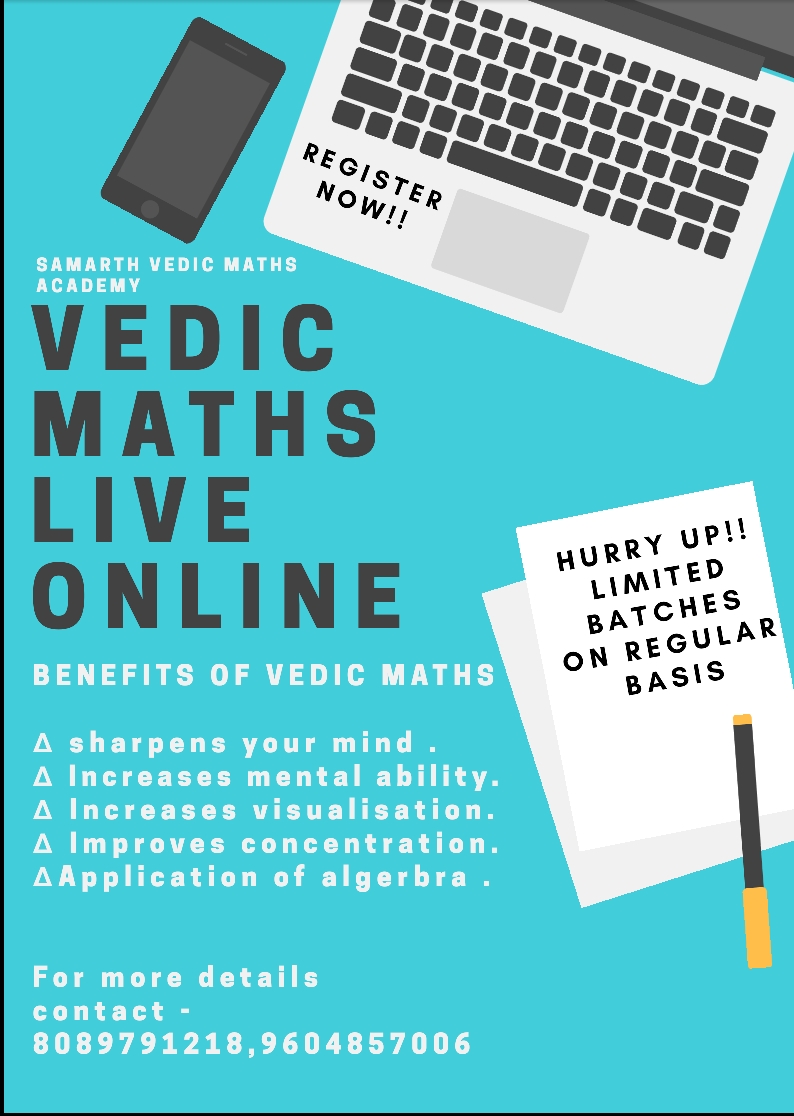 REGISTER
NOW!!
SAMARTH VEDIC MATHS
ACADEMY
VEDIC
MATHS
LIVE
ONLINE
HURRY UP!!
LIMITED
BATCHES
ON REGULAR
BASIS
BENEFITS OF VEDIC MATHS
∆ sharpens your mind .
∆ Increases mental ability.
∆ Increases visualisation.
∆ Improves concentration.
∆Application of algerbra .
For more details
contact -
8089791218,9604857006